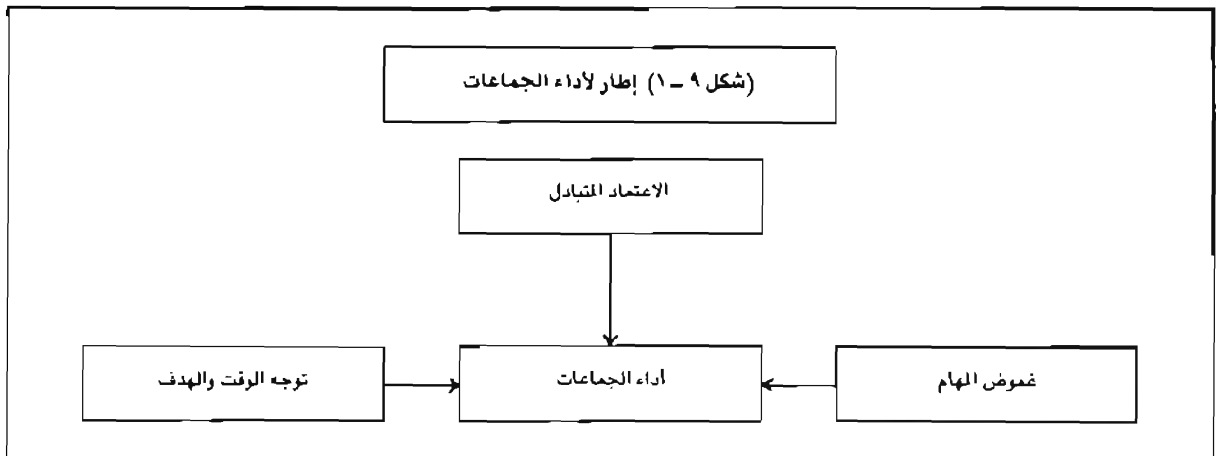 (شكل ٩ – ١) إطار لأداء الجماعات
الاعتماد المتبادل
غموض المهام
أداء الجماعات
توجه الوقت والهدف